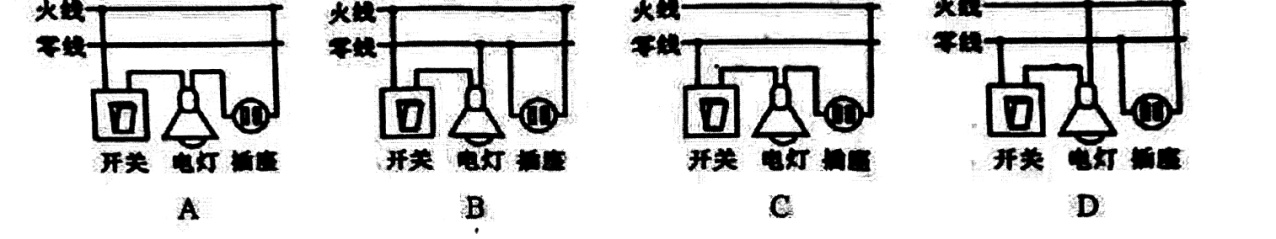 火线 火线 火线 火线
零线 零线 零线 零线
开关 电灯 插座 开关 电灯 插座 开关 电灯 插座 开关 电灯 插座
A B C D